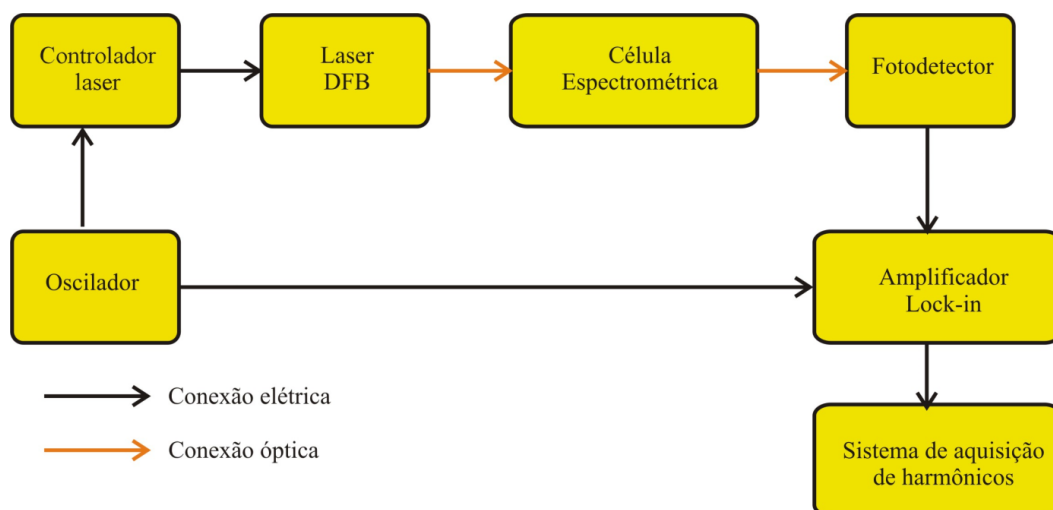 Controlador
laser
Laser
DFB
Célula
Espectrométrica
Fotodetector
Oscilador
Amplificador
Lock-in
Conexão elétrica
Conexão óptica
Sistema de aquisição
de harmônicos